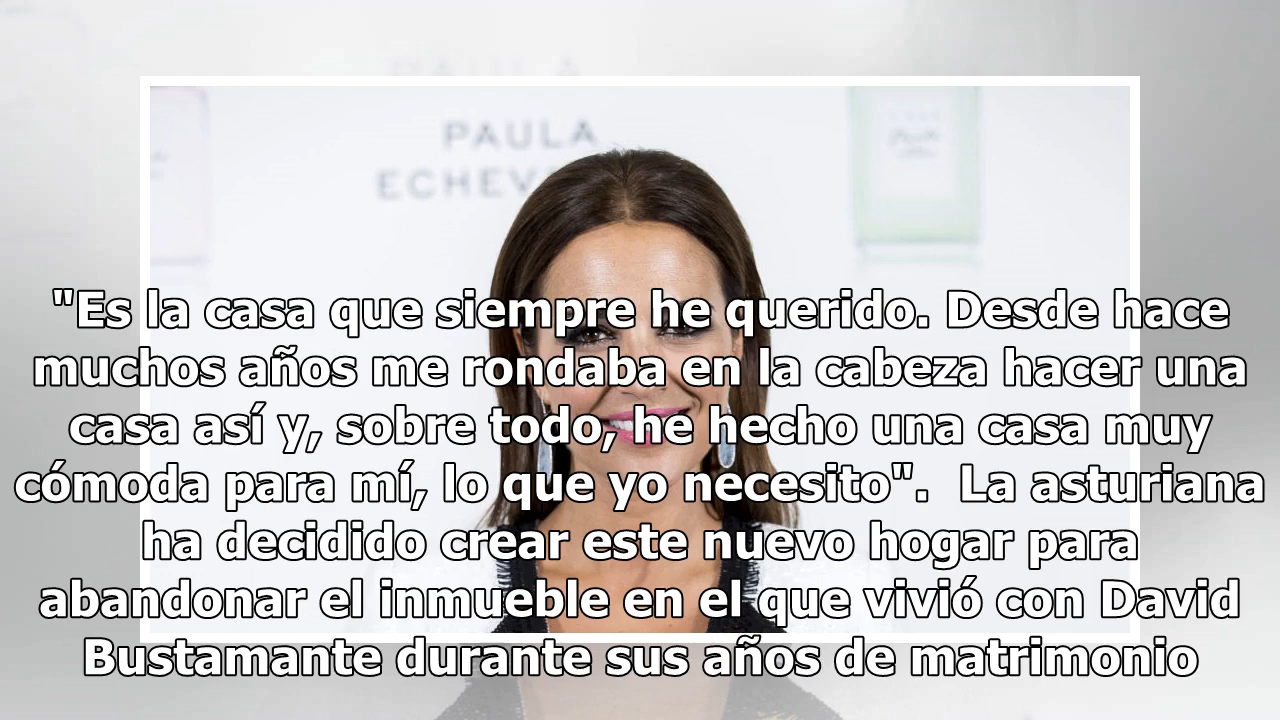 PAULA
ECHEV
"Es la casa que siempre he querido. Desde hace
muchos años me rondaba en la cabeza hacer una
casa así y, sobre todo, he hecho una casa muy
cómoda para mí, lo que yo necesito".  La asturiana
ha decidido crear este nuevo hogar para
abandonar el inmueble en el que vivió con David
Bustamante durante sus años de matrimonio